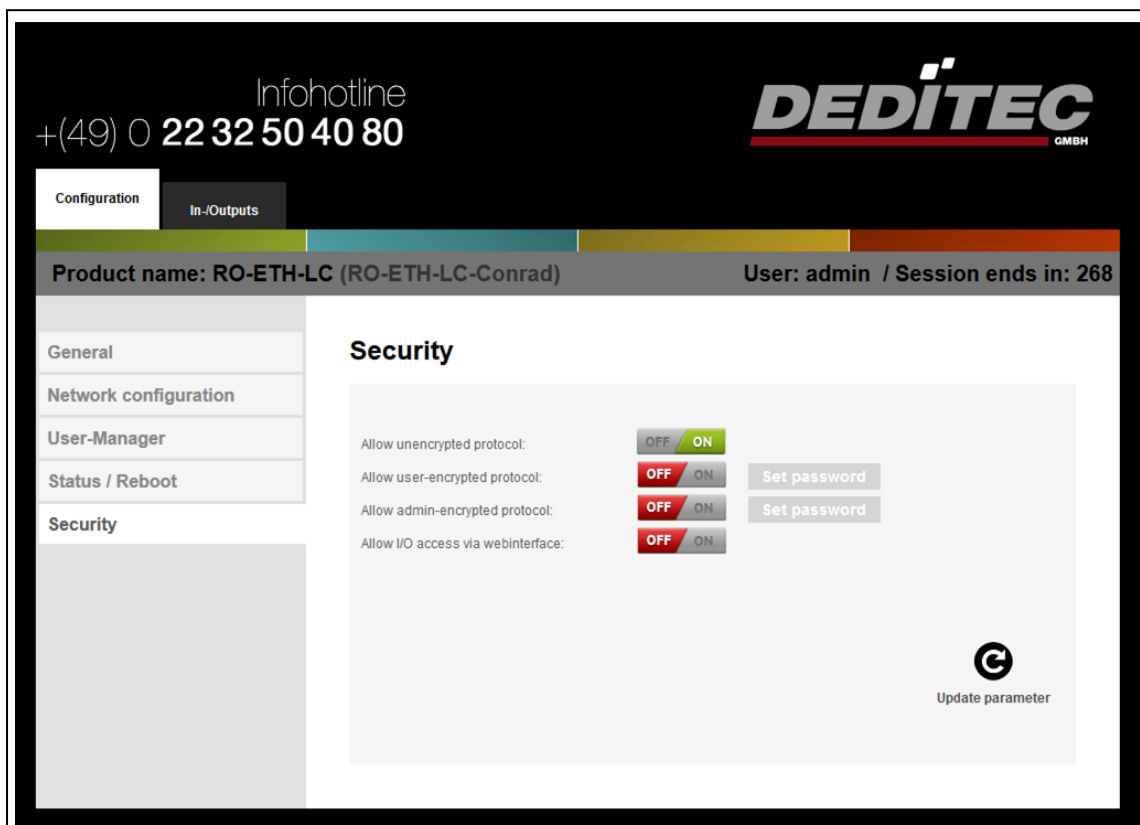 Infohotline
+(49) 0 22 32 50 40 80
DEDITEC
GMBH
Configuration
In-/Outputs
Product name: RO-ETH-LC (RO-ETH-LC-Conrad) User: admin / Session ends in: 268
General
Network configuration
User-Manager
Status / Reboot
Security
Security
Allow unencrypted protocol: OFF ON
Allow user-encrypted protocol: OFF ON Set password
Allow admin-encrypted protocol: OFF ON Set password
Allow I/O access via webinterface: OFF ON
Update parameter